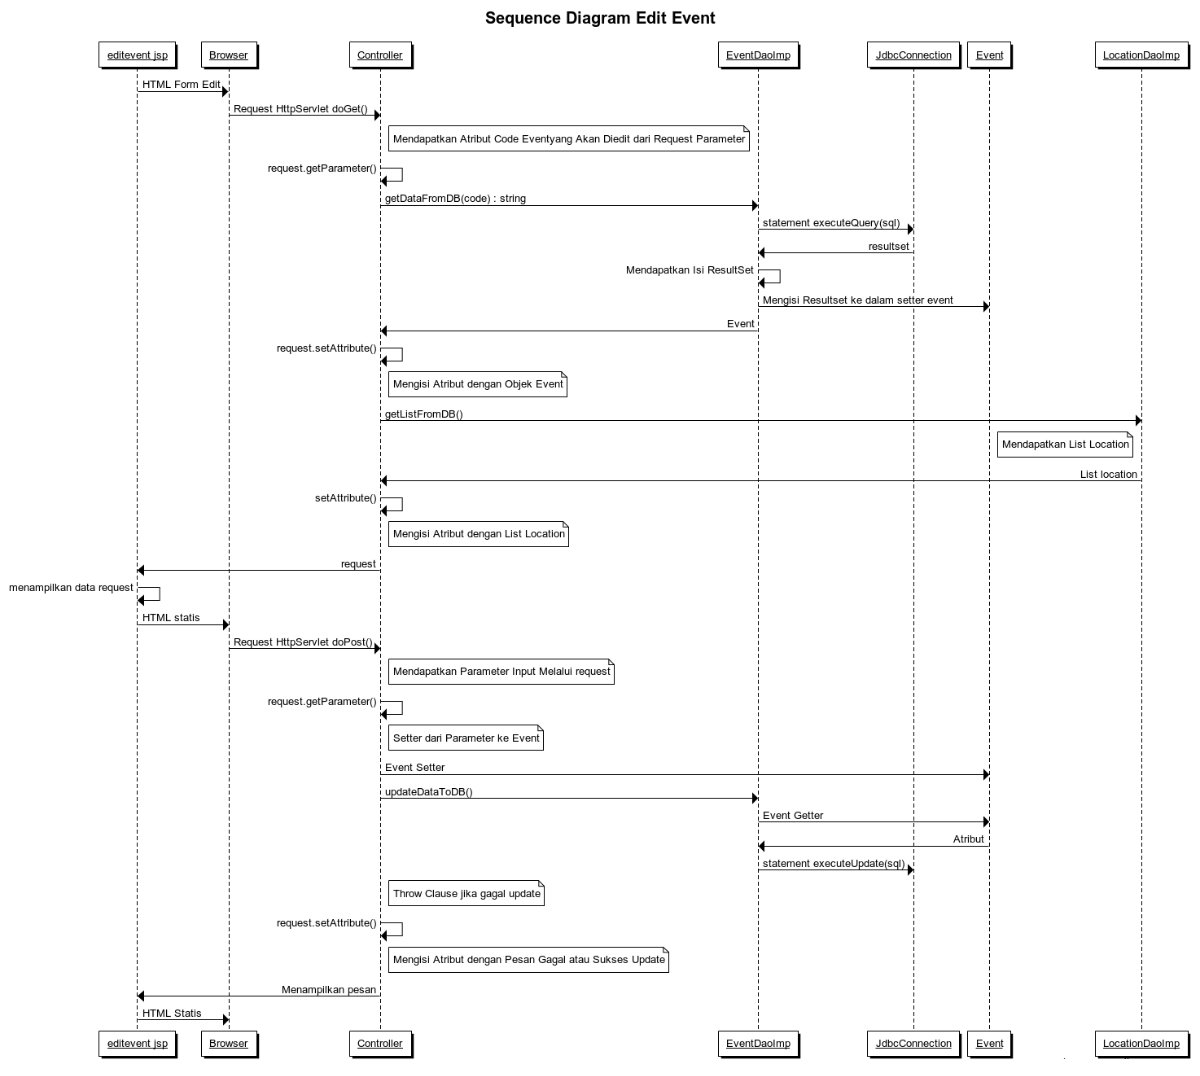 Sequence Diagram Edit Event
editevent.jsp Browser Controller EventDaoImp JdbcConnection Event LocationDaoImp
HTML Form Edit
Request HttpServlet doGet()
Mendapatkan Atribut Code Eventyang Akan Diedit dari Request Parameter
request.getParameter()
getDataFromDB(code) : string
statement executeQuery(sql)
resultset
Mendapatkan Isi ResultSet
Mengisi Resultset ke dalam setter event
Event
request.setAttribute()
Mengisi Atribut dengan Objek Event
getListFromDB()
Mendapatkan List Location
List location
setAttribute()
Mengisi Atribut dengan List Location
request
menampilkan data request
HTML statis
Request HttpServlet doPost()
Mendapatkan Parameter Input Melalui request
request.getParameter()
Setter dari Parameter ke Event
Event Setter
updateDataToDB()
Event Getter
Atribut
statement executeUpdate(sql)
Throw Clause jika gagal update
request.setAttribute()
Mengisi Atribut dengan Pesan Gagal atau Sukses Update
Menampilkan pesan
HTML Statis
editevent.jsp Browser Controller EventDaoImp JdbcConnection Event LocationDaoImp